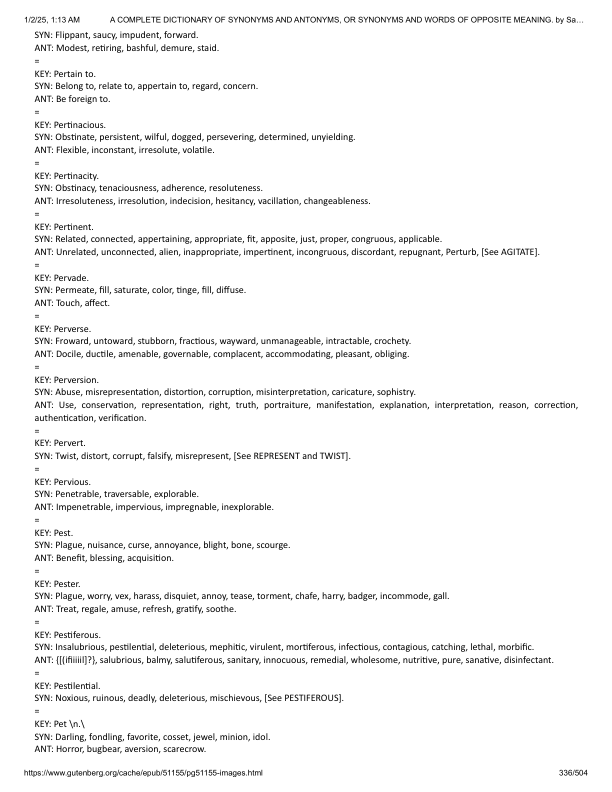 1/2/25, 1:13 AM A COMPLETE DICTIONARY OF SYNONYMS AND ANTONYMS, OR SYNONYMS AND WORDS OF OPPOSITE MEANING. by Sa…
SYN: Flippant, saucy, impudent, forward.
ANT: Modest, retiring, bashful, demure, staid.
=
KEY: Pertain to.
SYN: Belong to, relate to, appertain to, regard, concern.
ANT: Be foreign to.
=
KEY: Pertinacious.
SYN: Obstinate, persistent, wilful, dogged, persevering, determined, unyielding.
ANT: Flexible, inconstant, irresolute, volatile.
=
KEY: Pertinacity.
SYN: Obstinacy, tenaciousness, adherence, resoluteness.
ANT: Irresoluteness, irresolution, indecision, hesitancy, vacillation, changeableness.
=
KEY: Pertinent.
SYN: Related, connected, appertaining, appropriate, fit, apposite, just, proper, congruous, applicable.
ANT: Unrelated, unconnected, alien, inappropriate, impertinent, incongruous, discordant, repugnant, Perturb, [See AGITATE].
=
KEY: Pervade.
SYN: Permeate, fill, saturate, color, tinge, fill, diffuse.
ANT: Touch, affect.
=
KEY: Perverse.
SYN: Froward, untoward, stubborn, fractious, wayward, unmanageable, intractable, crochety.
ANT: Docile, ductile, amenable, governable, complacent, accommodating, pleasant, obliging.
=
KEY: Perversion.
SYN: Abuse, misrepresentation, distortion, corruption, misinterpretation, caricature, sophistry.
ANT: Use, conservation, representation, right, truth, portraiture, manifestation, explanation, interpretation, reason, correction,
authentication, verification.
=
KEY: Pervert.
SYN: Twist, distort, corrupt, falsify, misrepresent, [See REPRESENT and TWIST].
=
KEY: Pervious.
SYN: Penetrable, traversable, explorable.
ANT: Impenetrable, impervious, impregnable, inexplorable.
=
KEY: Pest.
SYN: Plague, nuisance, curse, annoyance, blight, bone, scourge.
ANT: Benefit, blessing, acquisition.
=
KEY: Pester.
SYN: Plague, worry, vex, harass, disquiet, annoy, tease, torment, chafe, harry, badger, incommode, gall.
ANT: Treat, regale, amuse, refresh, gratify, soothe.
=
KEY: Pestiferous.
SYN: Insalubrious, pestilential, deleterious, mephitic, virulent, mortiferous, infectious, contagious, catching, lethal, morbific.
ANT: salubrious, balmy, salutiferous, sanitary, innocuous, remedial, wholesome, nutritive, pure, sanative, disinfectant.
=
KEY: Pestilential.
SYN: Noxious, ruinous, deadly, deleterious, mischievous, [See PESTIFEROUS].
=
KEY: Pet \n.\
SYN: Darling, fondling, favorite, cosset, jewel, minion, idol.
ANT: Horror, bugbear, aversion, scarecrow.
https://www.gutenberg.org/cache/epub/51155/pg51155-images.html 336/504